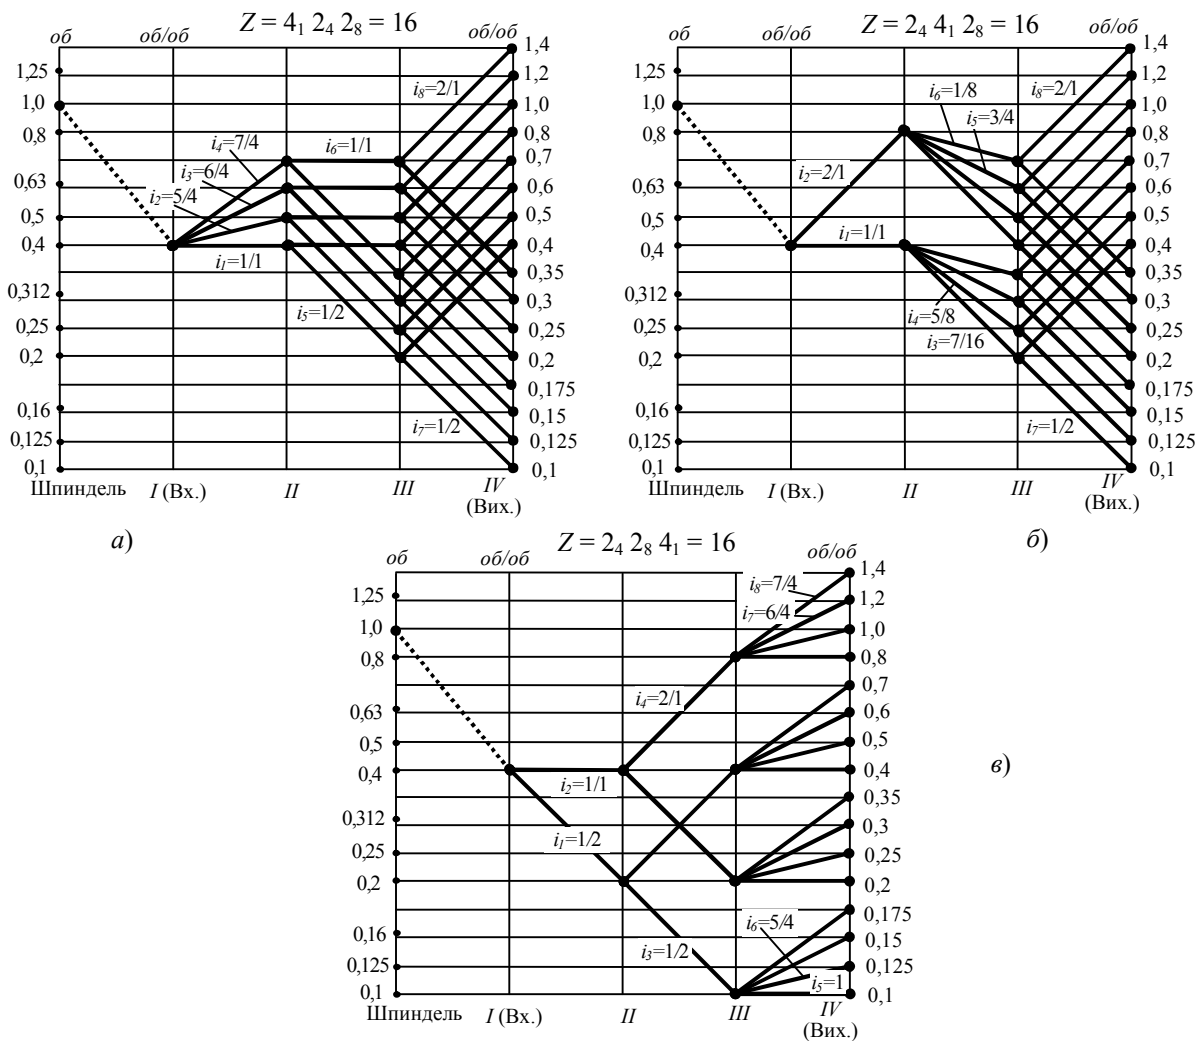 Z = 4₁ 2₄ 2₈ = 16
об
об/об
об/об
1,25
1,0
0,8
0,63
0,5
0,4
0,312
0,25
0,2
0,16
0,125
0,1
i₄=7/4
i₃=6/4
i₂=5/4
i₁=1/1
i₆=1/1
i₅=1/2
i₈=2/1
i₇=1/2
1,4
1,2
1,0
0,8
0,7
0,6
0,5
0,4
0,35
0,3
0,25
0,2
0,175
0,15
0,125
0,1
Шпиндель I (Вх.) II III IV
(Вих.)
а)
Z = 2₄ 4₁ 2₈ = 16
об
об/об
об/об
1,25
1,0
0,8
0,63
0,5
0,4
0,312
0,25
0,2
0,16
0,125
0,1
i₆=1/8
i₅=3/4
i₂=2/1
i₁=1/1
i₄=5/8
i₃=7/16
i₈=2/1
i₇=1/2
1,4
1,2
1,0
0,8
0,7
0,6
0,5
0,4
0,35
0,3
0,25
0,2
0,175
0,15
0,125
0,1
Шпиндель I (Вх.) II III IV
(Вих.)
б)
Z = 2₄ 2₈ 4₁ = 16
об
об/об
об/об
1,25
1,0
0,8
0,63
0,5
0,4
0,312
0,25
0,2
0,16
0,125
0,1
i₈=7/4
i₇=6/4
i₄=2/1
i₂=1/1
i₁=1/2
i₃=1/2
i₆=5/4
i₅=1
1,4
1,2
1,0
0,8
0,7
0,6
0,5
0,4
0,35
0,3
0,25
0,2
0,175
0,15
0,125
0,1
Шпиндель I (Вх.) II III IV
(Вих.)
в)